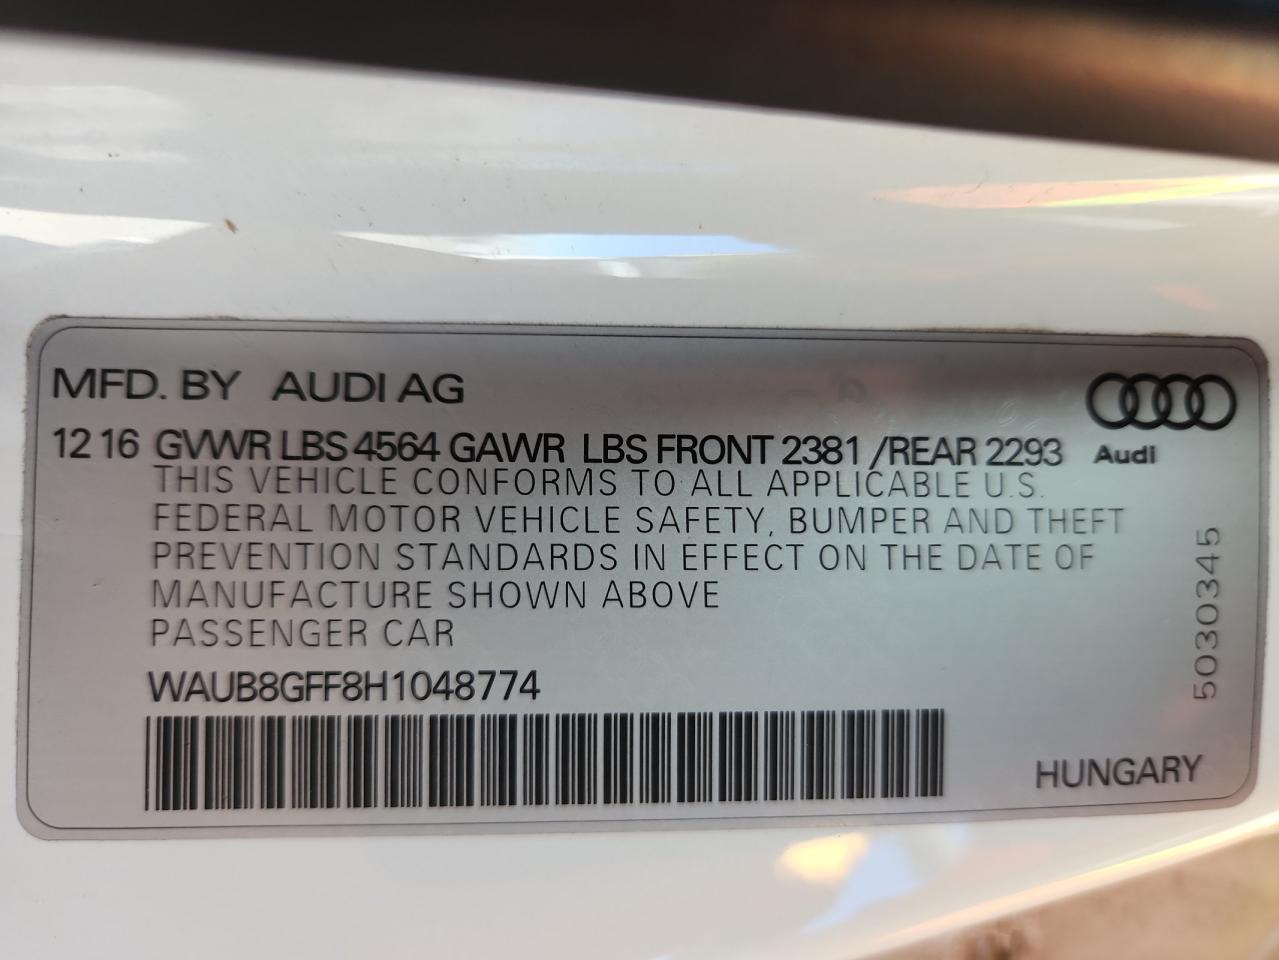 MFD. BY AUDI AG
12 16 GVWR LBS 4564 GAWR LBS FRONT 2381 /REAR 2293
Audi
THIS VEHICLE CONFORMS TO ALL APPLICABLE U.S.
FEDERAL MOTOR VEHICLE SAFETY, BUMPER AND THEFT
PREVENTION STANDARDS IN EFFECT ON THE DATE OF
MANUFACTURE SHOWN ABOVE
PASSENGER CAR
WAUB8GFF8H1048774
5030345
HUNGARY